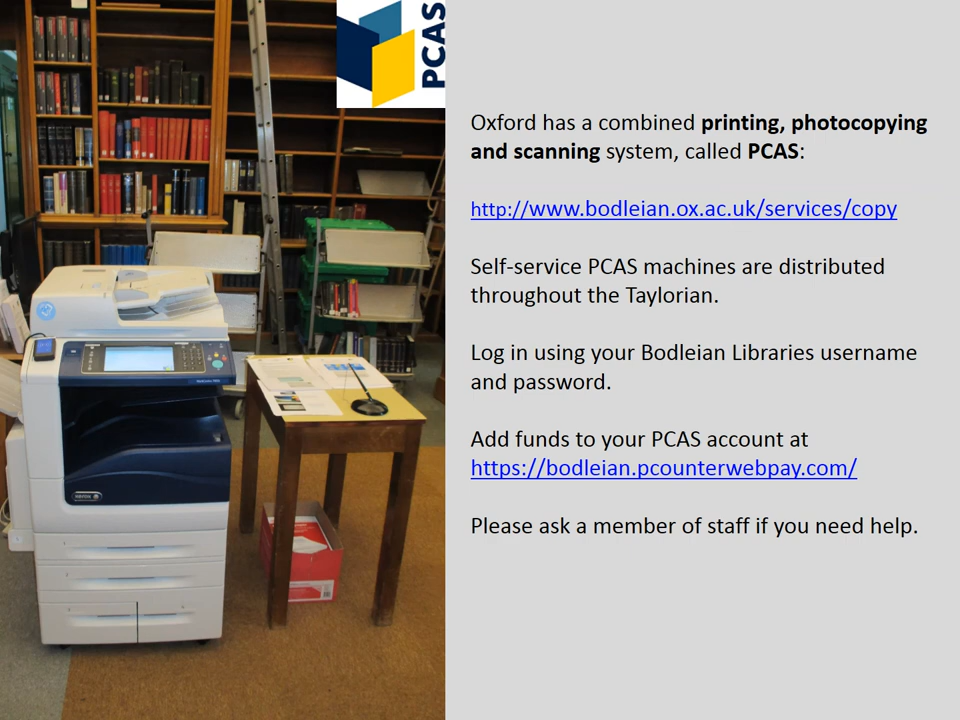 PCAS
Oxford has a combined printing, photocopying
and scanning system, called PCAS:
http://www.bodleian.ox.ac.uk/services/copy
Self-service PCAS machines are distributed
throughout the Taylorian.
Log in using your Bodleian Libraries username
and password.
Add funds to your PCAS account at
https://bodleian.pcounterwebpay.com/
Please ask a member of staff if you need help.
xerox